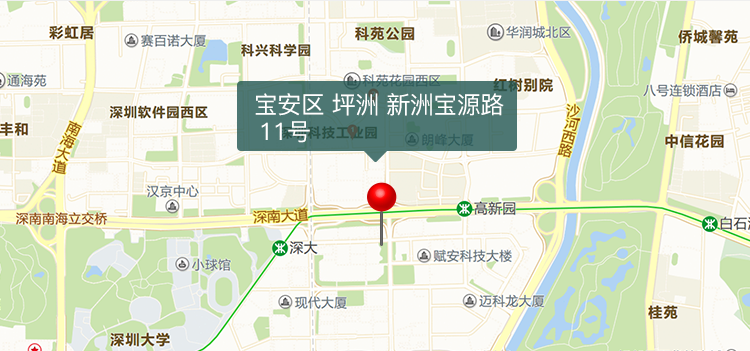 彩虹居
赛百诺大厦
科苑公园
华润城北区
侨城馨苑
科兴科学园
通海苑
科苑花园西区
红树别院
八号连锁酒店
宝安区 坪洲 新洲宝源路
11号
深圳软件园西区
丰和
南海大道
科技工业园
朗峰大厦
沙河西路
中信花园
汉京中心
深南南海立交桥
深南大道
高新园
白石
深大
小球馆
赋安科技大楼
现代大厦
迈科龙大厦
桂苑
深圳大学